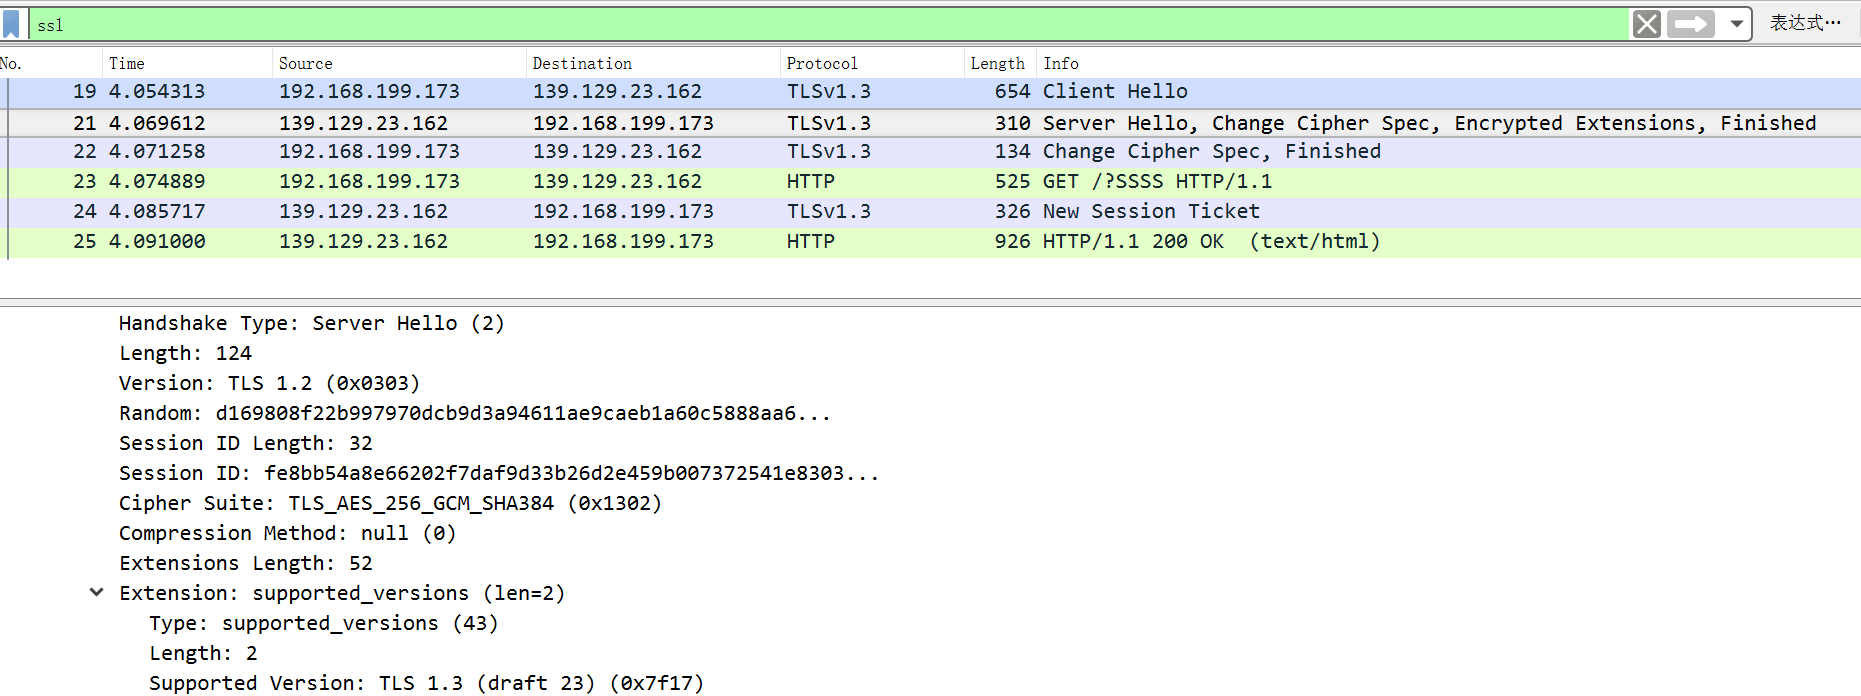 ssl 表达式…
No. Time Source Destination Protocol Length Info
19 4.054313 192.168.199.173 139.129.23.162 TLSv1.3 654 Client Hello
21 4.069612 139.129.23.162 192.168.199.173 TLSv1.3 310 Server Hello, Change Cipher Spec, Encrypted Extensions, Finished
22 4.071258 192.168.199.173 139.129.23.162 TLSv1.3 134 Change Cipher Spec, Finished
23 4.074889 192.168.199.173 139.129.23.162 HTTP 525 GET /?SSSS HTTP/1.1
24 4.085717 139.129.23.162 192.168.199.173 TLSv1.3 326 New Session Ticket
25 4.091000 139.129.23.162 192.168.199.173 HTTP 926 HTTP/1.1 200 OK (text/html)
Handshake Type: Server Hello (2)
Length: 124
Version: TLS 1.2 (0x0303)
Random: d169808f22b997970dcb9d3a94611ae9caeb1a60c5888aa6...
Session ID Length: 32
Session ID: fe8bb54a8e66202f7daf9d33b26d2e459b007372541e8303...
Cipher Suite: TLS_AES_256_GCM_SHA384 (0x1302)
Compression Method: null (0)
Extensions Length: 52
Extension: supported_versions (len=2)
Type: supported_versions (43)
Length: 2
Supported Version: TLS 1.3 (draft 23) (0x7f17)